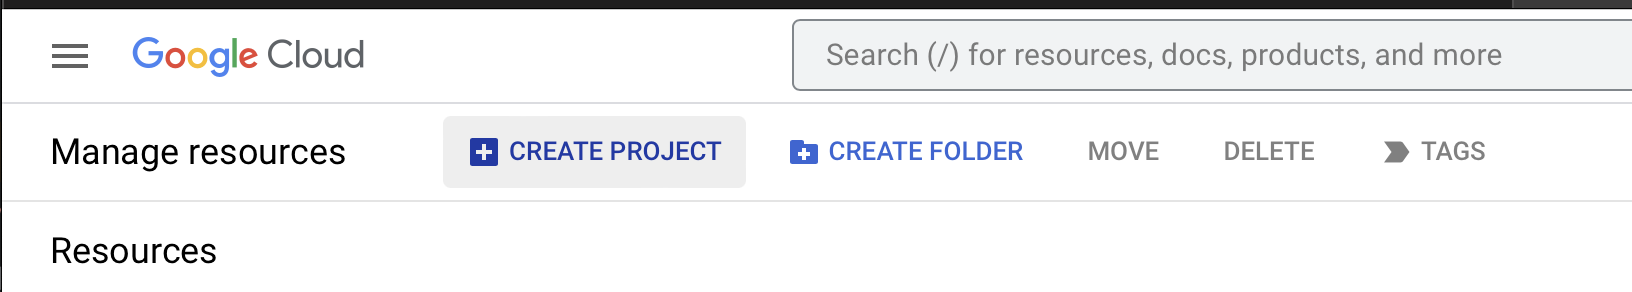 Google Cloud
Search (/) for resources, docs, products, and more
Manage resources
CREATE PROJECT
CREATE FOLDER
MOVE
DELETE
TAGS
Resources